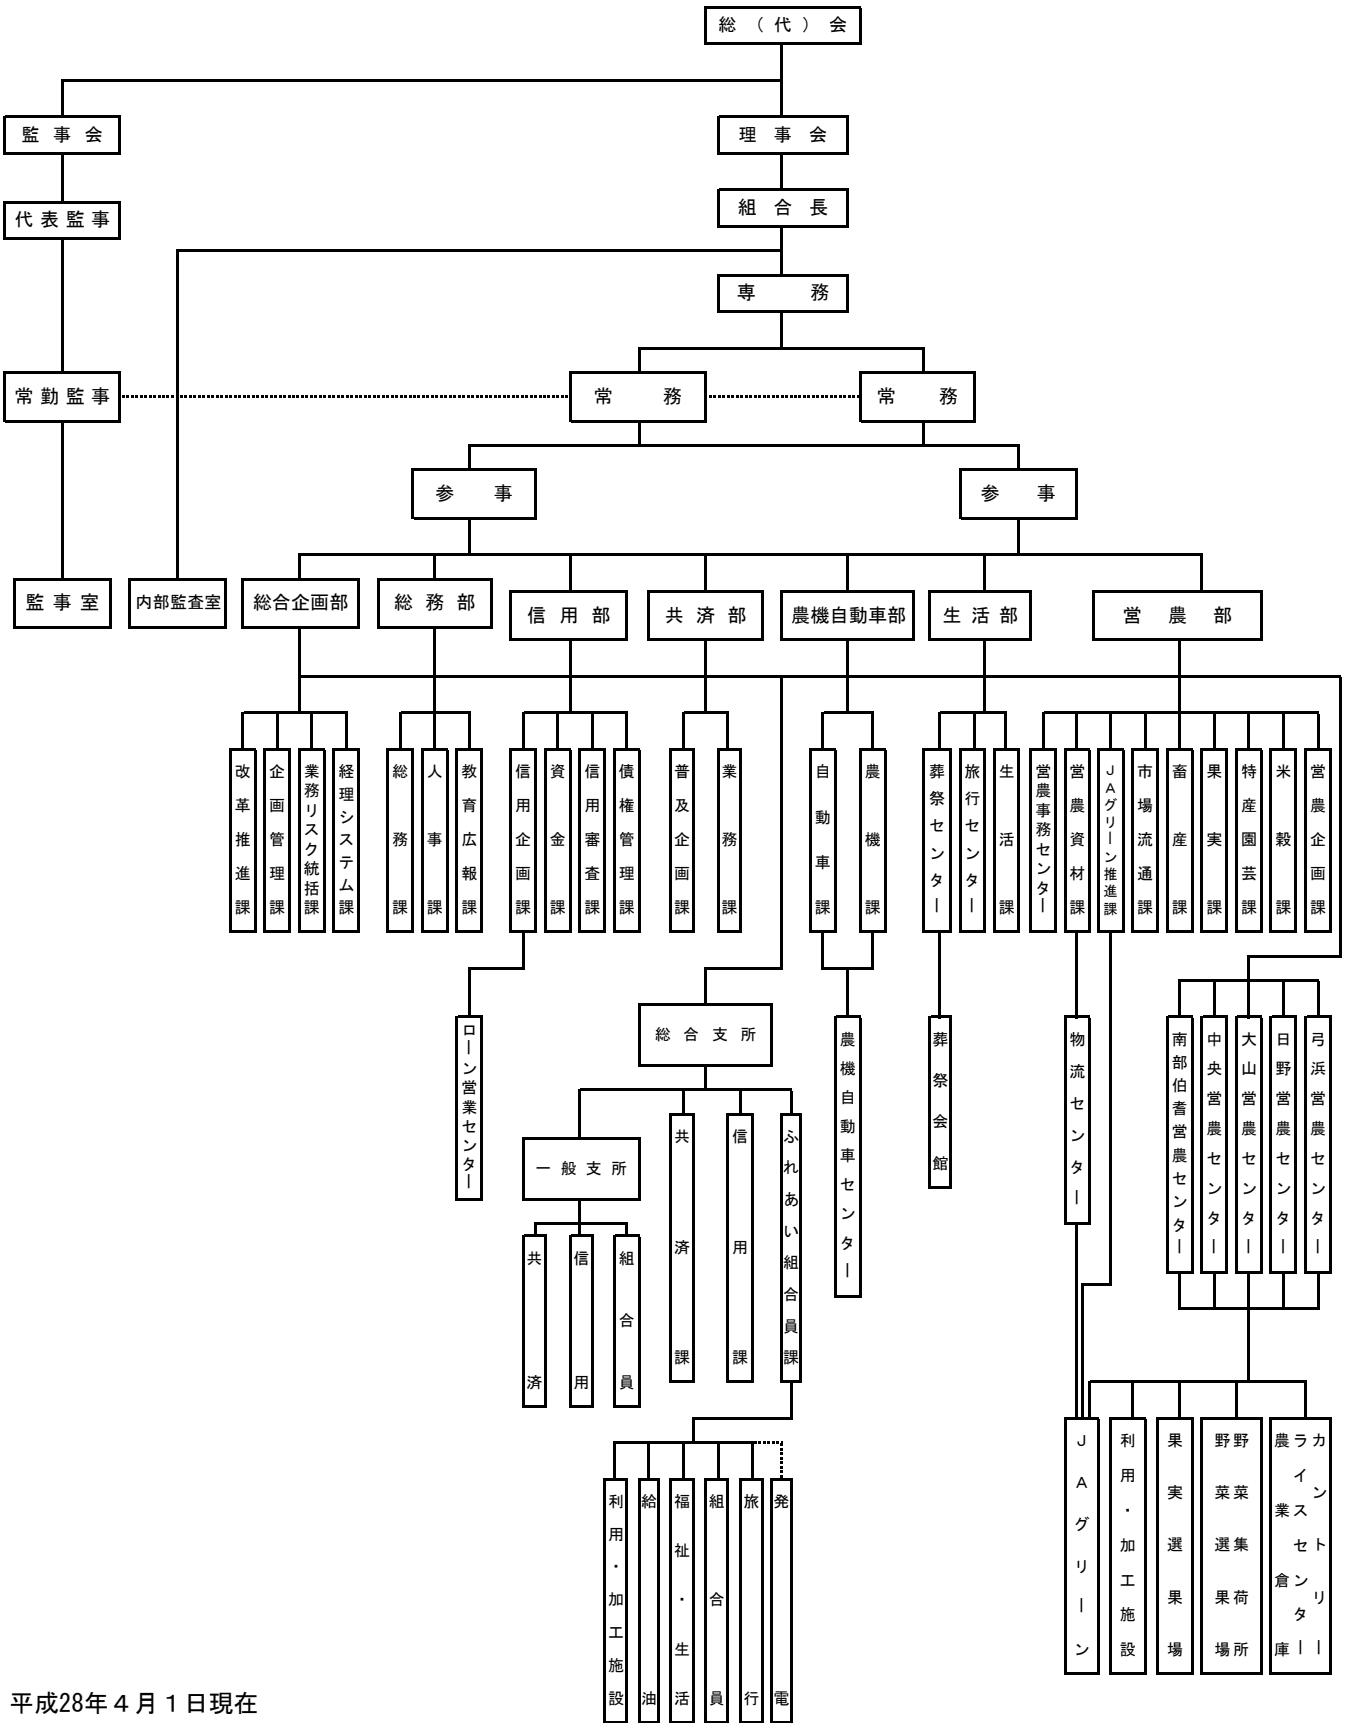 総（代）会
監事会
理事会
代表監事
組合長
専務
常勤監事
常務
常務
参事
参事
監事室
内部監査室
総合企画部
総務部
信用部
共済部
農機自動車部
生活部
営農部
改革推進課
企画管理課
業務リスク統括課
経理システム課
総務課
人事課
教育広報課
信用企画課
資金課
信用審査課
債権管理課
普及企画課
業務課
自動車課
農機課
葬祭センター
旅行センター
生活課
営農事務センター
営農資材課
ＪＡグリーン推進課
市場流通課
畜産課
果実課
特産園芸課
米穀課
営農企画課
ローン営業センター
総合支所
農機自動車センター
葬祭会館
物流センター
南部伯耆営農センター
中央営農センター
大山営農センター
日野営農センター
弓浜営農センター
一般支所
共済課
信用課
ふれあい組合員課
共済
信用
組合員
利用・加工施設
給油
福祉・生活
組合員
旅行
発電
ＪＡグリーン
利用・加工施設
果実選果場
野菜集荷所
野菜選果場
カントリー
ライスセンター
農業倉庫
平成28年４月１日現在